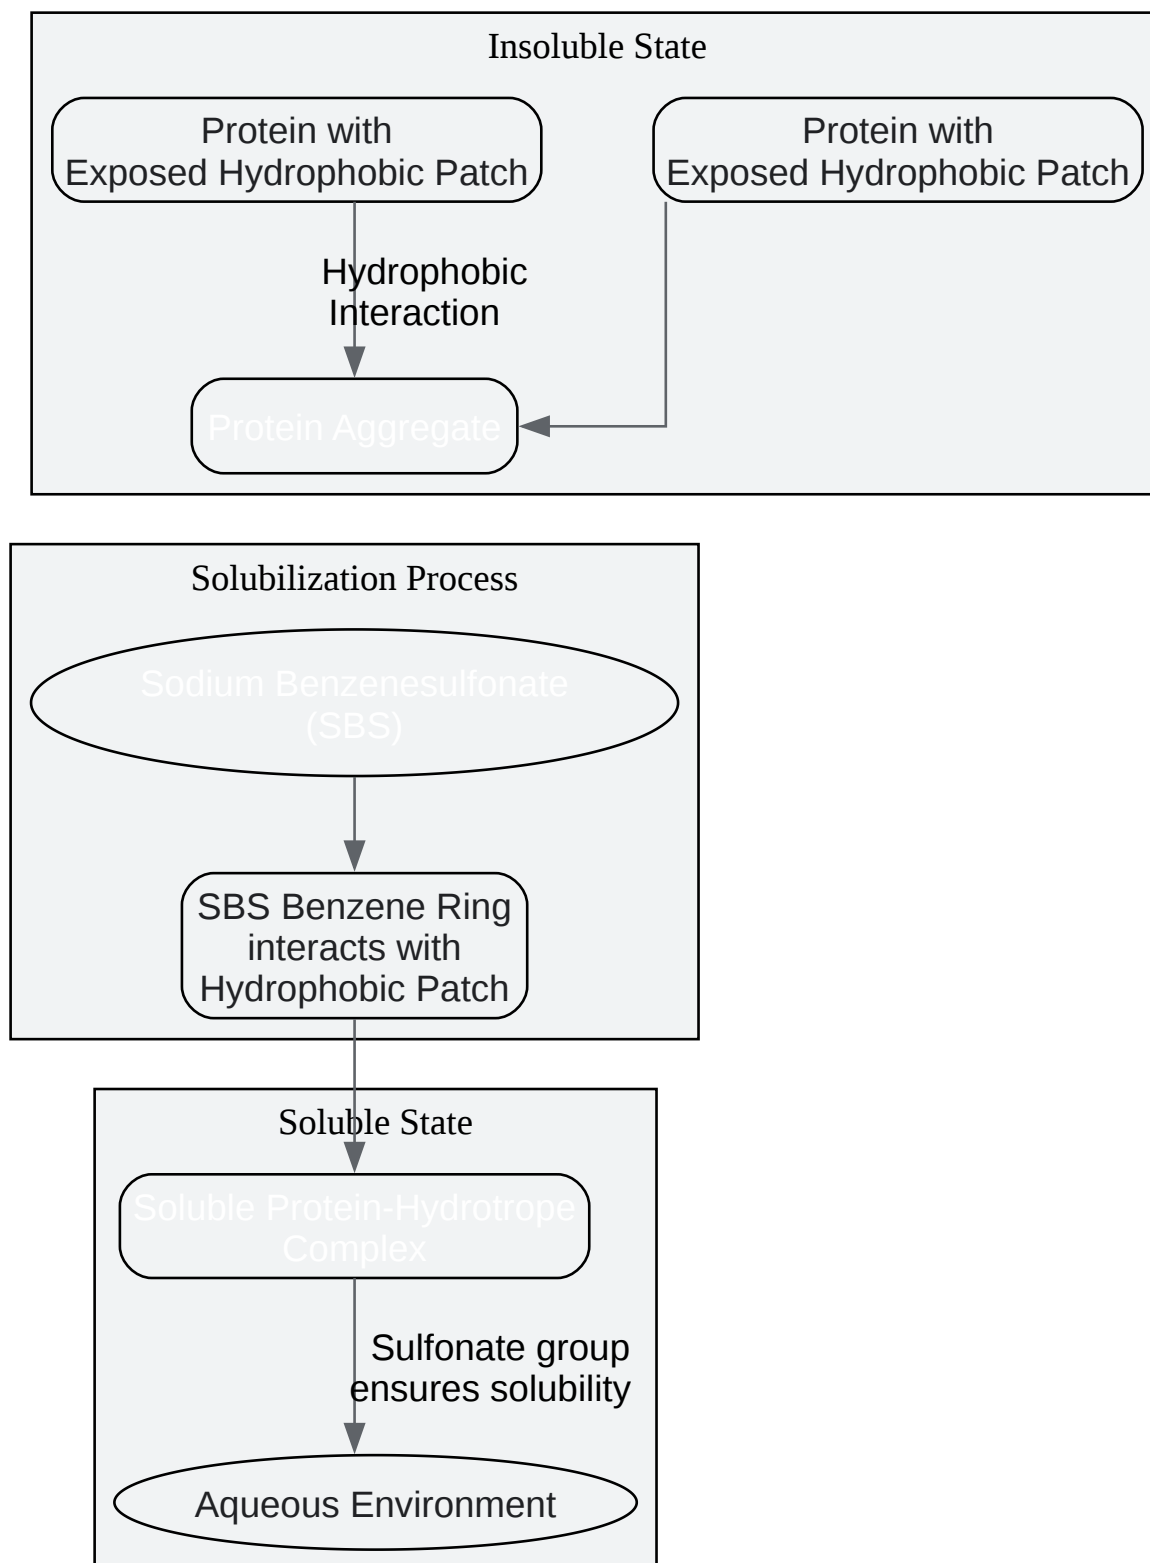 Insoluble State
Protein with
Exposed Hydrophobic Patch
Protein with
Exposed Hydrophobic Patch
Hydrophobic
Interaction
Protein Aggregate
Solubilization Process
Sodium Benzenesulfonate
(SBS)
SBS Benzene Ring
interacts with
Hydrophobic Patch
Soluble State
Soluble Protein-Hydrotrope
Complex
Sulfonate group
ensures solubility
Aqueous Environment